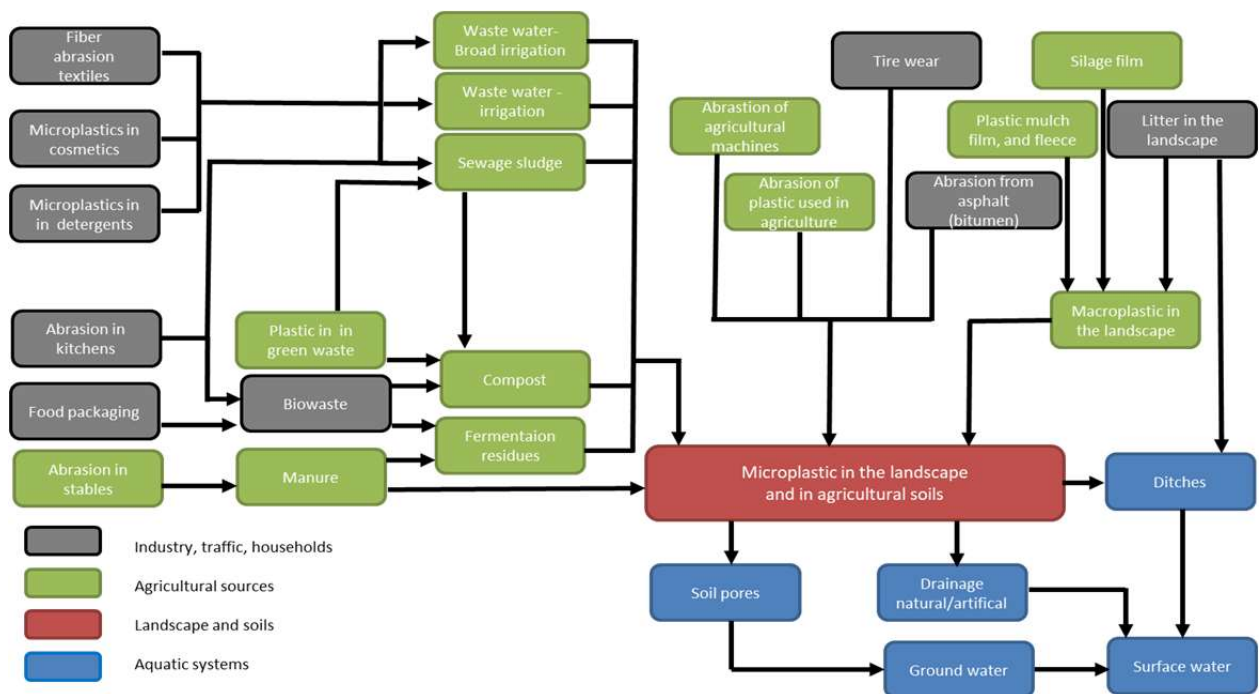 Fiber
abrasion
textiles
Microplastics in
cosmetics
Microplastics in
in detergents
Abrasion in
kitchens
Food packaging
Abrasion in
stables
Plastic in in
green waste
Biowaste
Manure
Waste water-
Broad irrigation
Waste water -
irrigation
Sewage sludge
Compost
Fermentaion
residues
Tire wear
Silage film
Abrastion of
agricultural
machines
Plastic mulch
film, and fleece
Litter in the
landscape
Abrasion of
plastic used in
agriculture
Abrasion from
asphalt
(bitumen)
Macroplastic in
the landscape
Microplastic in the landscape
and in agricultural soils
Ditches
Soil pores
Drainage
natural/artifical
Ground water
Surface water
Industry, traffic, households
Agricultural sources
Landscape and soils
Aquatic systems